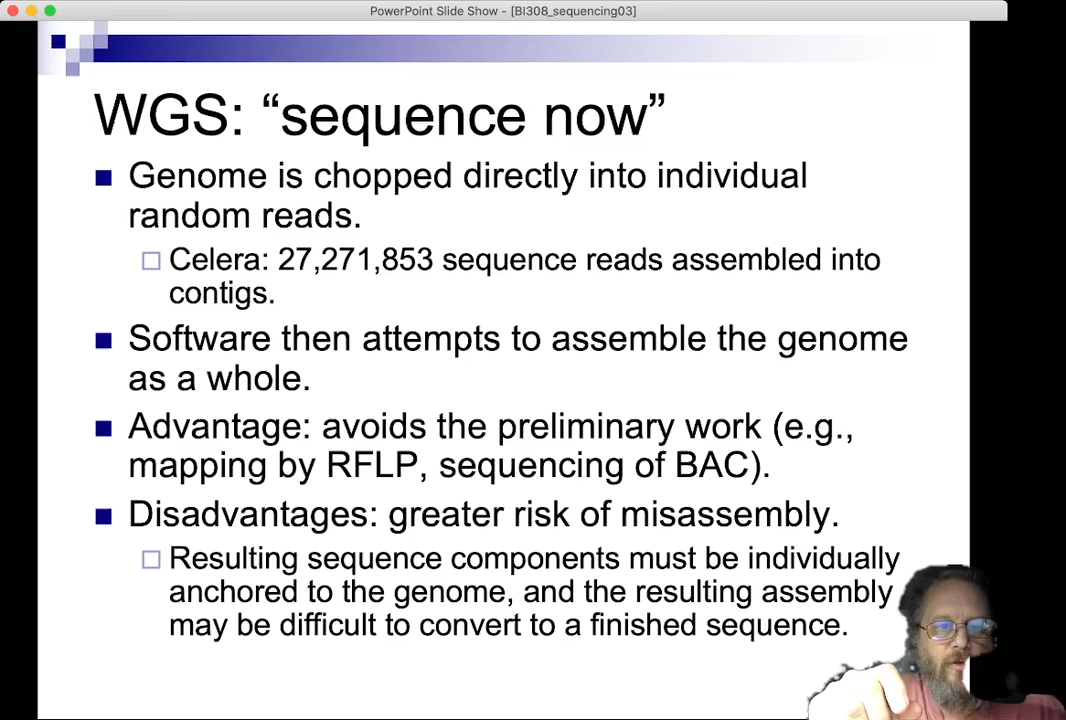 PowerPoint Slide Show - [BI308_sequencing03]
WGS: “sequence now”
Genome is chopped directly into individual
random reads.
Celera: 27,271,853 sequence reads assembled into
contigs.
Software then attempts to assemble the genome
as a whole.
Advantage: avoids the preliminary work (e.g.,
mapping by RFLP, sequencing of BAC).
Disadvantages: greater risk of misassembly.
Resulting sequence components must be individually
anchored to the genome, and the resulting assembly
may be difficult to convert to a finished sequence.